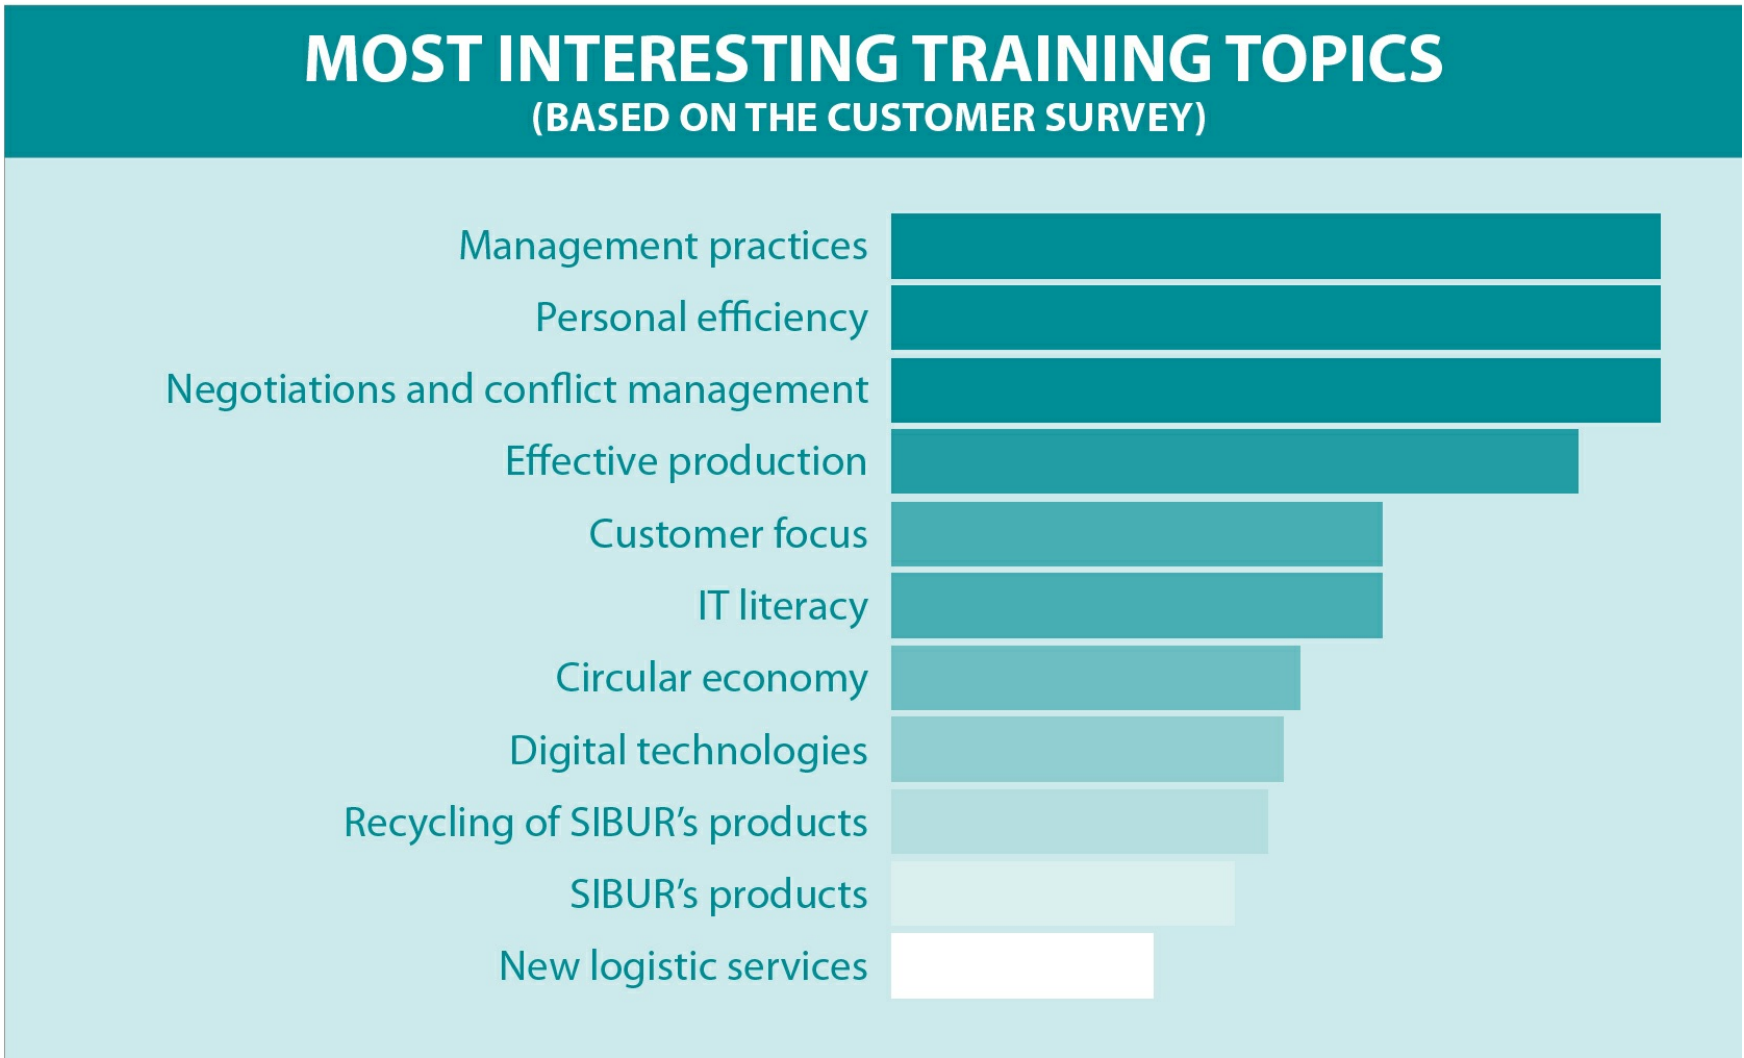 MOST INTERESTING TRAINING TOPICS
(BASED ON THE CUSTOMER SURVEY)
Management practices
Personal efficiency
Negotiations and conflict management
Effective production
Customer focus
IT literacy
Circular economy
Digital technologies
Recycling of SIBUR’s products
SIBUR’s products
New logistic services